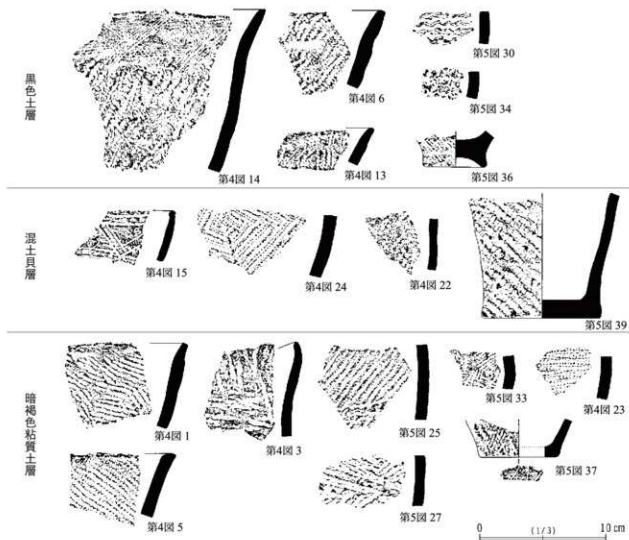 黒色土層
第4図 14
第4図 6
第4図 13
第5図 30
第5図 34
第5図 36
混土貝層
第4図 15
第4図 24
第4図 22
第5図 39
暗褐色粘質土層
第4図 1
第4図 3
第5図 25
第5図 33
第4図 23
第4図 5
第5図 27
第5図 37
0
(1/3)
10 cm